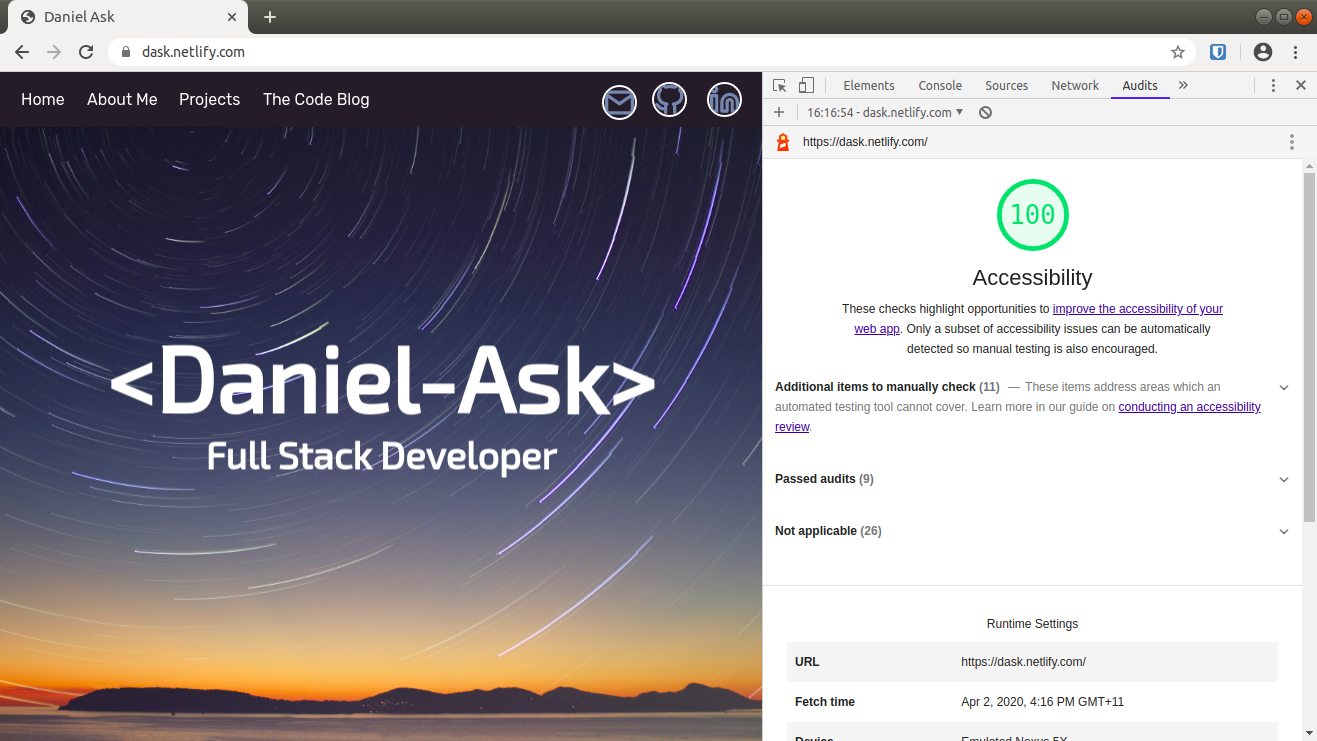 Daniel Ask
dask.netlify.com
Home About Me Projects The Code Blog
<Daniel-Ask>
Full Stack Developer
Elements Console Sources Network Audits
16:16:54 - dask.netlify.com
https://dask.netlify.com/
100
Accessibility
These checks highlight opportunities to improve the accessibility of your
web app. Only a subset of accessibility issues can be automatically
detected so manual testing is also encouraged.
Additional items to manually check (11) — These items address areas which an
automated testing tool cannot cover. Learn more in our guide on conducting an accessibility
review.
Passed audits (9)
Not applicable (26)
Runtime Settings
URL https://dask.netlify.com/
Fetch time Apr 2, 2020, 4:16 PM GMT+11
Device Emulated Nexus 5X